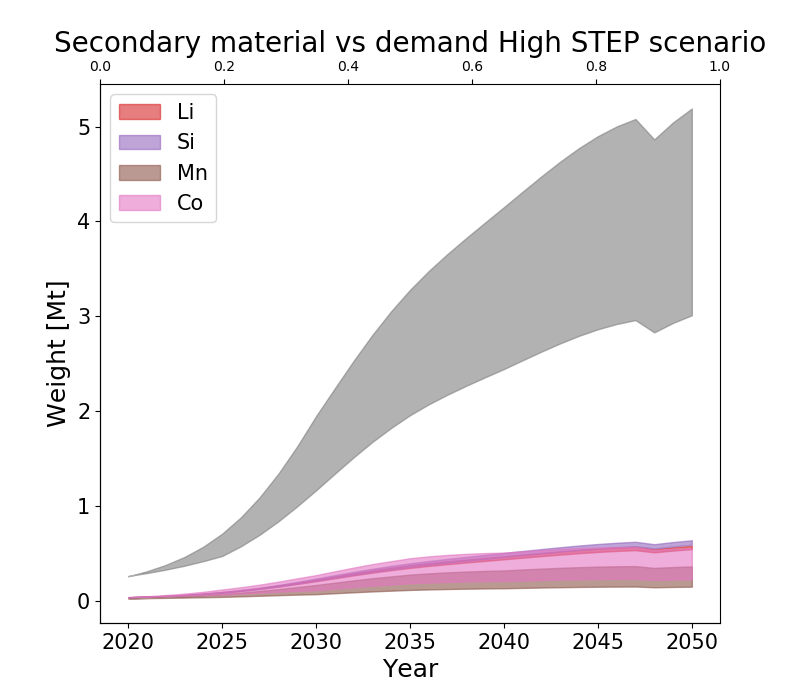 Secondary material vs demand High STEP scenario
0.0 0.2 0.4 0.6 0.8 1.0
Li
Si
Mn
Co
5
4
3
2
1
0
Weight [Mt]
2020 2025 2030 2035 2040 2045 2050
Year